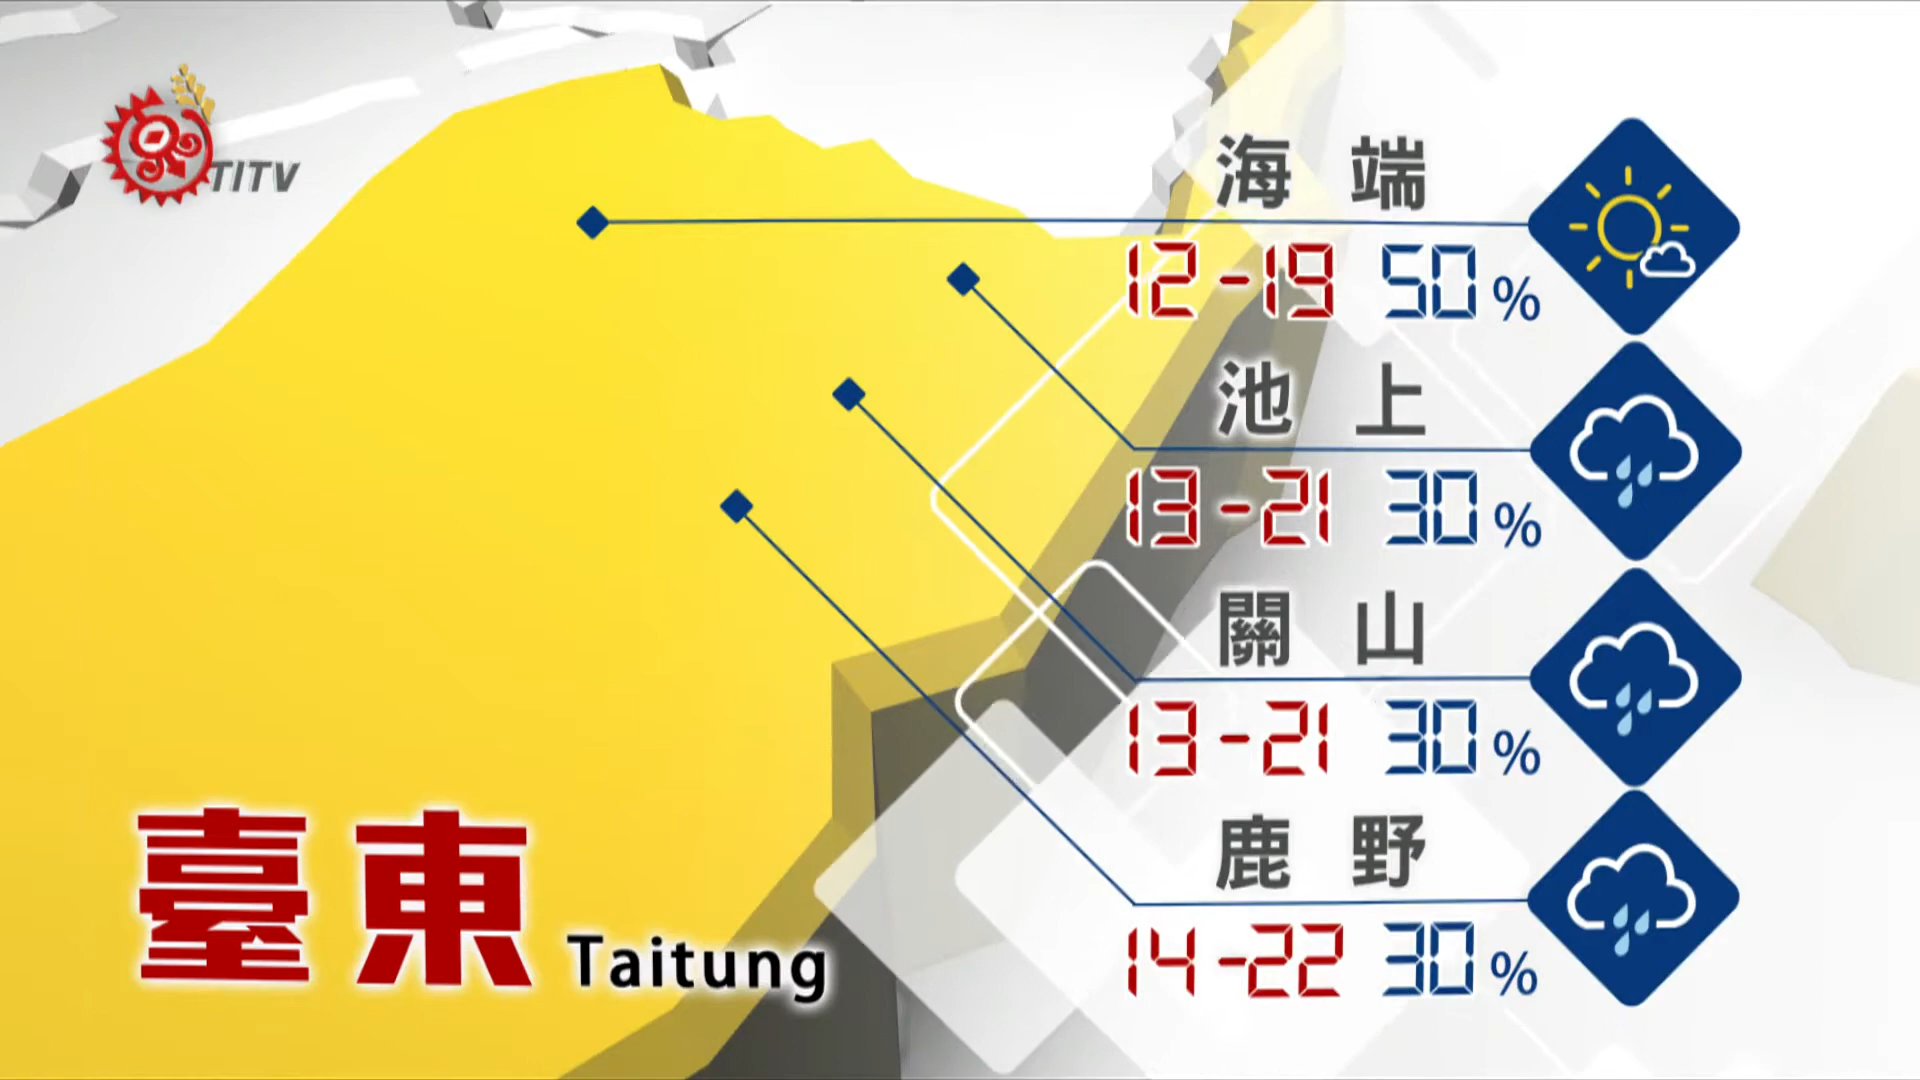 TITV
海端
12-19 50%
池上
13-21 30%
關山
13-21 30%
鹿野
14-22 30%
臺東 Taitung